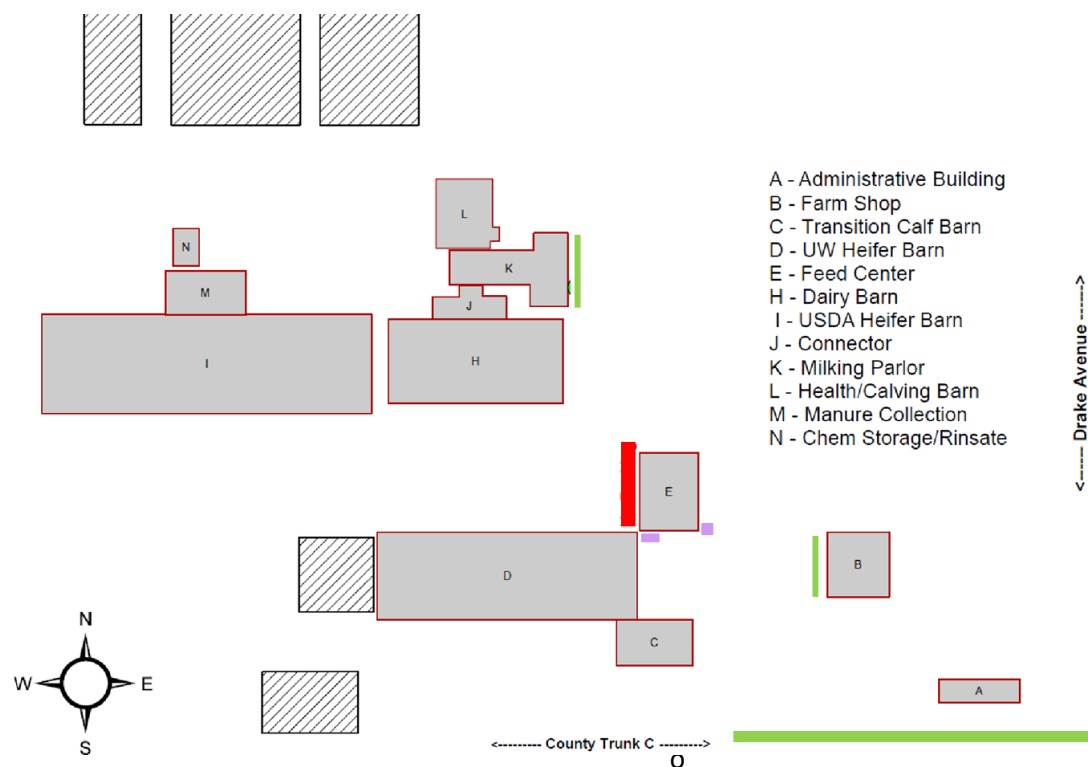 A - Administrative Building
B - Farm Shop
C - Transition Calf Barn
D - UW Heifer Barn
E - Feed Center
H - Dairy Barn
I - USDA Heifer Barn
J - Connector
K - Milking Parlor
L - Health/Calving Barn
M - Manure Collection
N - Chem Storage/Rinsate
<----- Drake Avenue ----->
L
N
K
M
J
I
H
E
D
B
C
A
N
W E
S
<--------- County Trunk C -------->
O